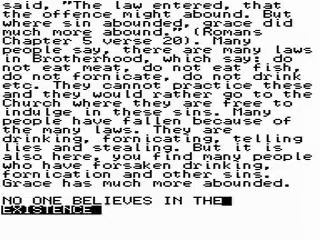 said, "The law entered, that
the offence might abound. But
where sin abounded, grace did
much more abound.", (Romans
Chapter 5 verse 20). Many
people say, there are many laws
in Brotherhood, which say: do
not eat meat, do not eat fish,
do not fornicate, do not drink
etc. They cannot practice these
and they would rather go to the
Church where they are free to
indulge in these sins. Many
people have fallen because of
the many laws. They are
drinking, fornicating, telling
lies and stealing. But it is
also here, you find many people
who have forsaken drinking,
fornication and other sins.
Grace has much more abounded.
NO ONE BELIEVES IN THE
EXISTENCE